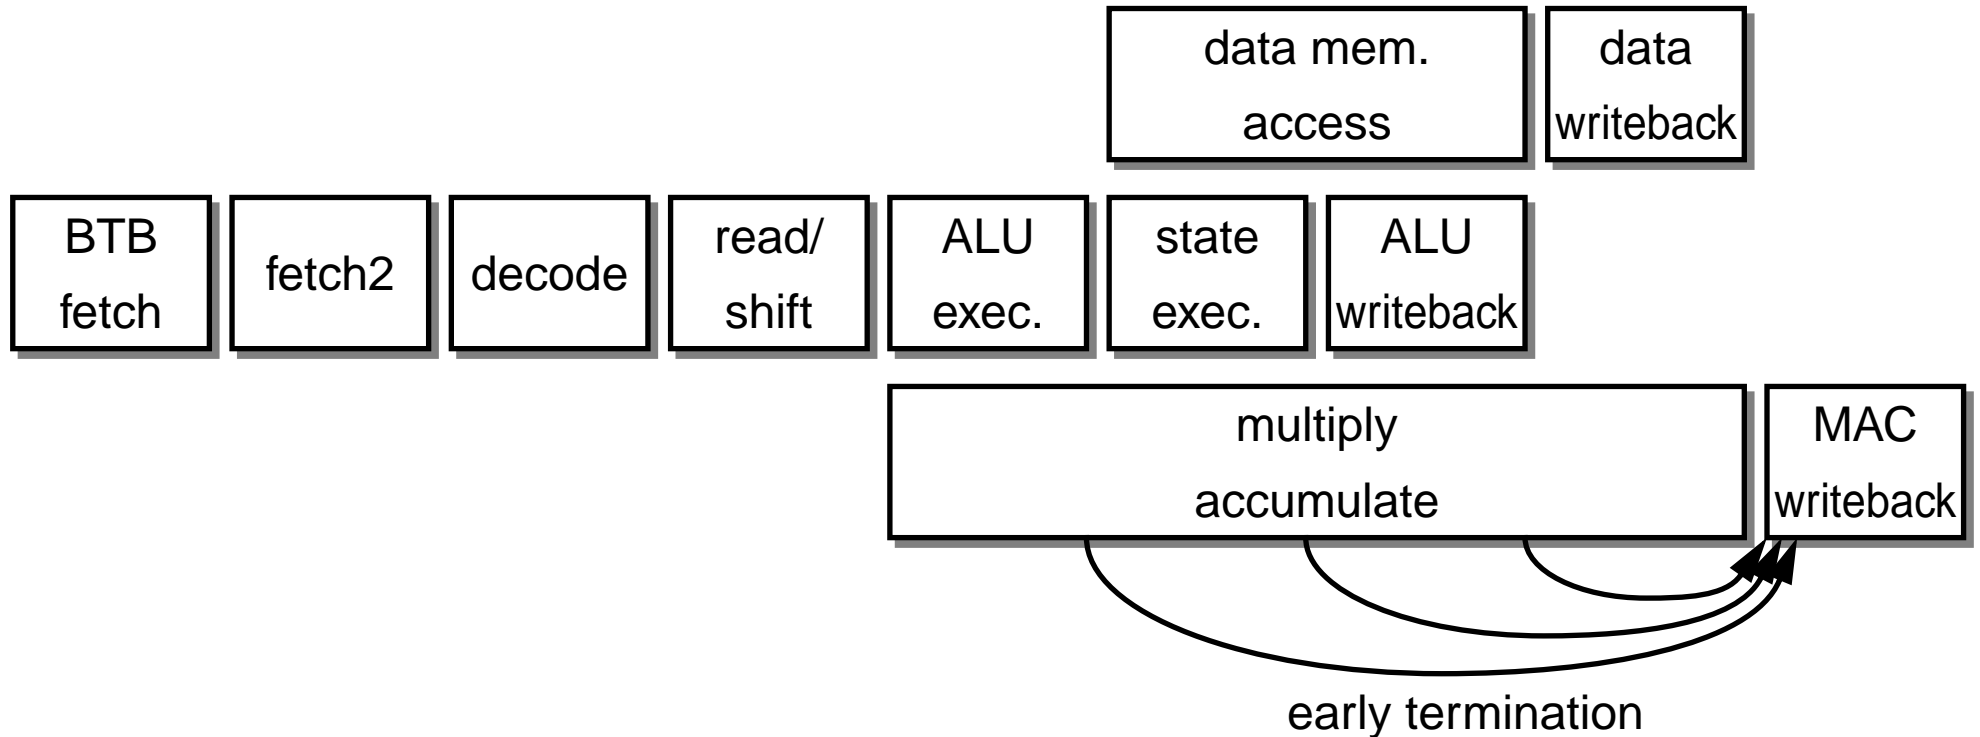 data mem.
access
data
writeback
BTB
fetch
fetch2
decode
read/
shift
ALU
exec.
state
exec.
ALU
writeback
multiply
accumulate
MAC
writeback
early termination